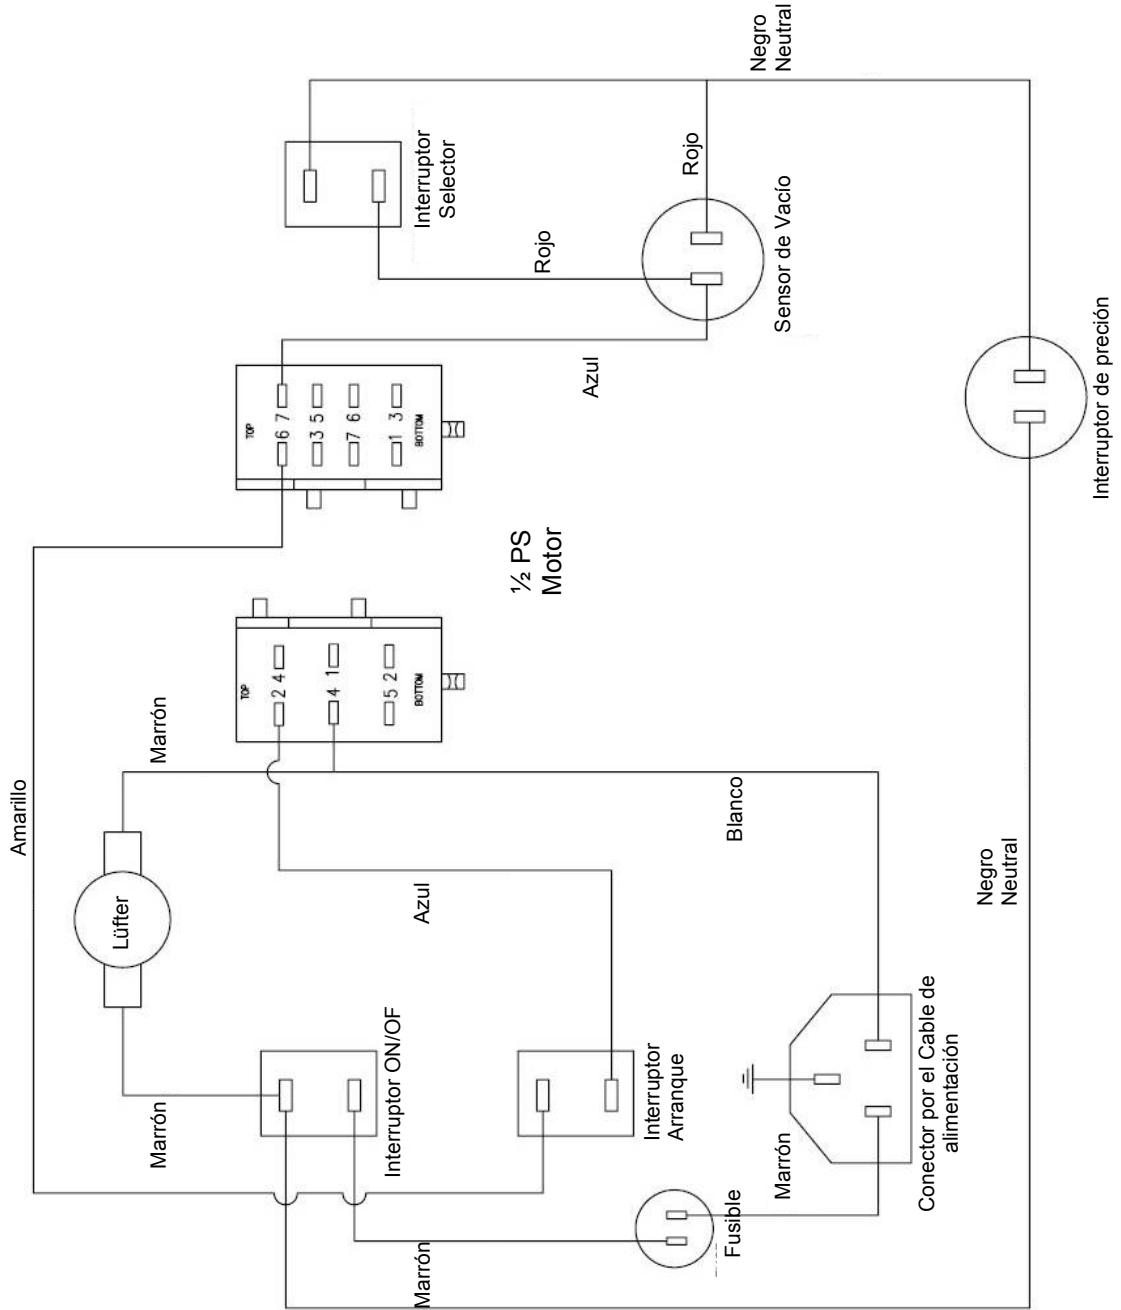 Amarillo
Lüfter
Marrón
Marrón
TOP
2 4
4 1
5 2
BOTTOM
TOP
6 7
3 5
7 6
1 3
BOTTOM
Interruptor ON/OF
Marrón
Azul
Interruptor
Selector
½ PS
Motor
Rojo
Azul
Interruptor
Arranque
Rojo
Fusible
Blanco
Negro
Neutral
Marrón
Sensor de Vacío
Conector por el Cable de
alimentación
Negro
Neutral
Interruptor de preción